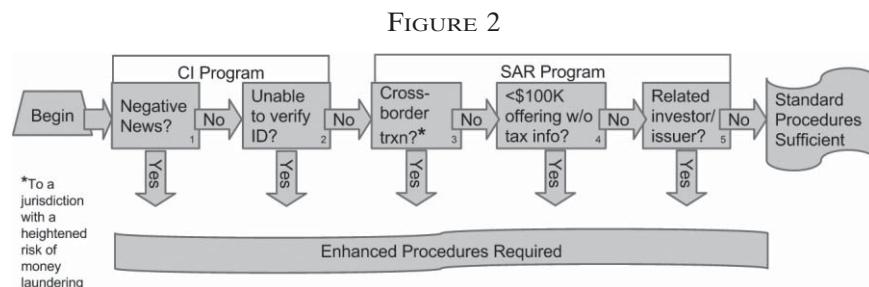 FIGURE 2
CI Program
SAR Program
Begin
Negative
News?
1
No
Unable
to verify
ID?
2
No
Cross-
border
trxn?*
3
No
<$100K
offering w/o
tax info?
4
No
Related
investor/
issuer?
5
No
Standard
Procedures
Sufficient
Yes
Yes
Yes
Yes
Yes
*To a
jurisdiction
with a
heightened
risk of
money
laundering
Enhanced Procedures Required